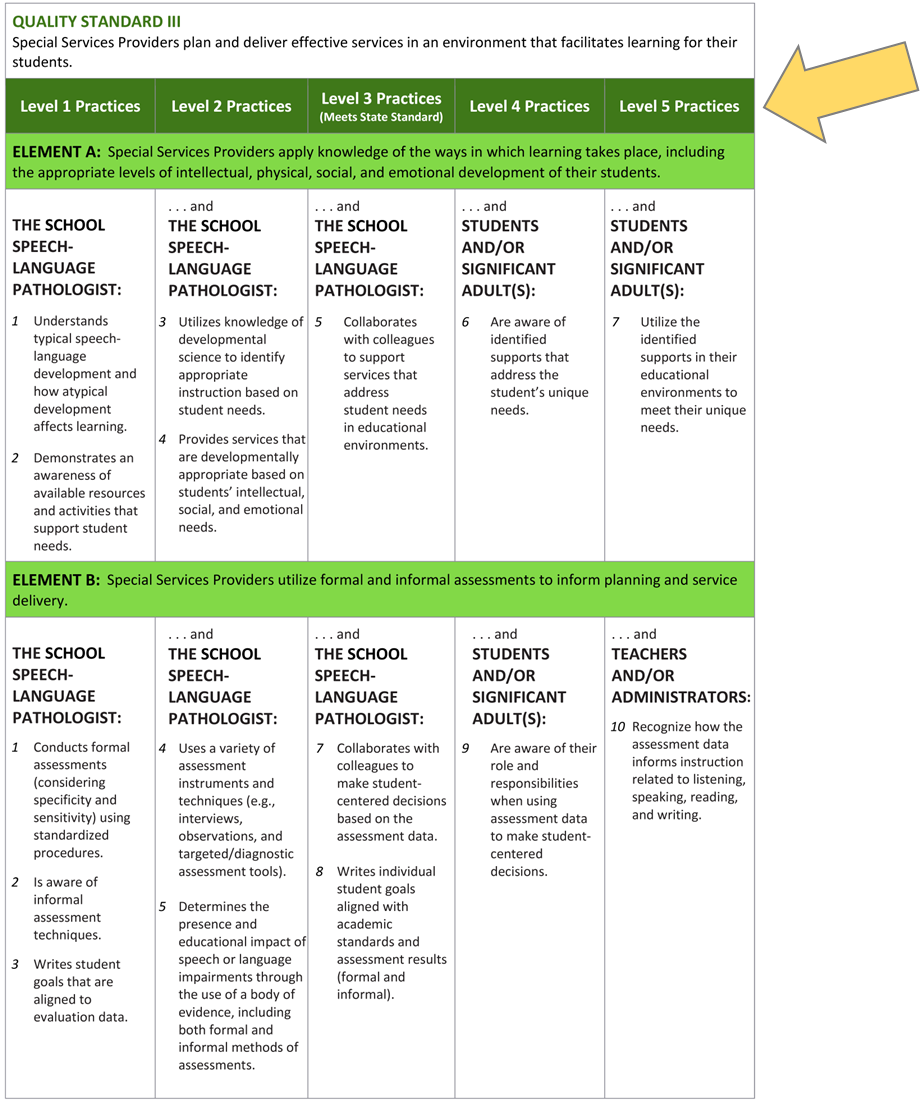 QUALITY STANDARD III
Special Services Providers plan and deliver effective services in an environment that facilitates learning for their
students.
Level 1 Practices
Level 2 Practices
Level 3 Practices
(Meets State Standard)
Level 4 Practices
Level 5 Practices
ELEMENT A: Special Services Providers apply knowledge of the ways in which learning takes place, including
the appropriate levels of intellectual, physical, social, and emotional development of their students.
THE SCHOOL
SPEECH-
LANGUAGE
PATHOLOGIST:
1 Understands
typical speech-
language
development and
how atypical
development
affects learning.
2 Demonstrates an
awareness of
available resources
and activities that
support student
needs.
. . . and
THE SCHOOL
SPEECH-
LANGUAGE
PATHOLOGIST:
3 Utilizes knowledge of
developmental
science to identify
appropriate
instruction based on
student needs.
4 Provides services that
are developmentally
appropriate based on
students’ intellectual,
social, and emotional
needs.
. . . and
THE SCHOOL
SPEECH-
LANGUAGE
PATHOLOGIST:
5 Collaborates
with colleagues
to support
services that
address
student needs
in educational
environments.
. . . and
STUDENTS
AND/OR
SIGNIFICANT
ADULT(S):
6 Are aware of
identified
supports that
address the
student’s unique
needs.
. . . and
STUDENTS
AND/OR
SIGNIFICANT
ADULT(S):
7 Utilize the
identified
supports in their
educational
environments to
meet their unique
needs.
ELEMENT B: Special Services Providers utilize formal and informal assessments to inform planning and service
delivery.
THE SCHOOL
SPEECH-
LANGUAGE
PATHOLOGIST:
1 Conducts formal
assessments
(considering
specificity and
sensitivity) using
standardized
procedures.
2 Is aware of
informal
assessment
techniques.
3 Writes student
goals that are
aligned to
evaluation data.
. . . and
THE SCHOOL
SPEECH-
LANGUAGE
PATHOLOGIST:
4 Uses a variety of
assessment
instruments and
techniques (e.g.,
interviews,
observations, and
targeted/diagnostic
assessment tools).
5 Determines the
presence and
educational impact of
speech or language
impairments through
the use of a body of
evidence, including
both formal and
informal methods of
assessments.
. . . and
THE SCHOOL
SPEECH-
LANGUAGE
PATHOLOGIST:
7 Collaborates with
colleagues to
make student-
centered decisions
based on the
assessment data.
8 Writes individual
student goals
aligned with
academic
standards and
assessment results
(formal and
informal).
. . . and
STUDENTS
AND/OR
SIGNIFICANT
ADULT(S):
9 Are aware of their
role and
responsibilities
when using
assessment data
to make student-
centered
decisions.
. . . and
TEACHERS
AND/OR
ADMINISTRATORS:
10 Recognize how the
assessment data
informs instruction
related to listening,
speaking, reading,
and writing.